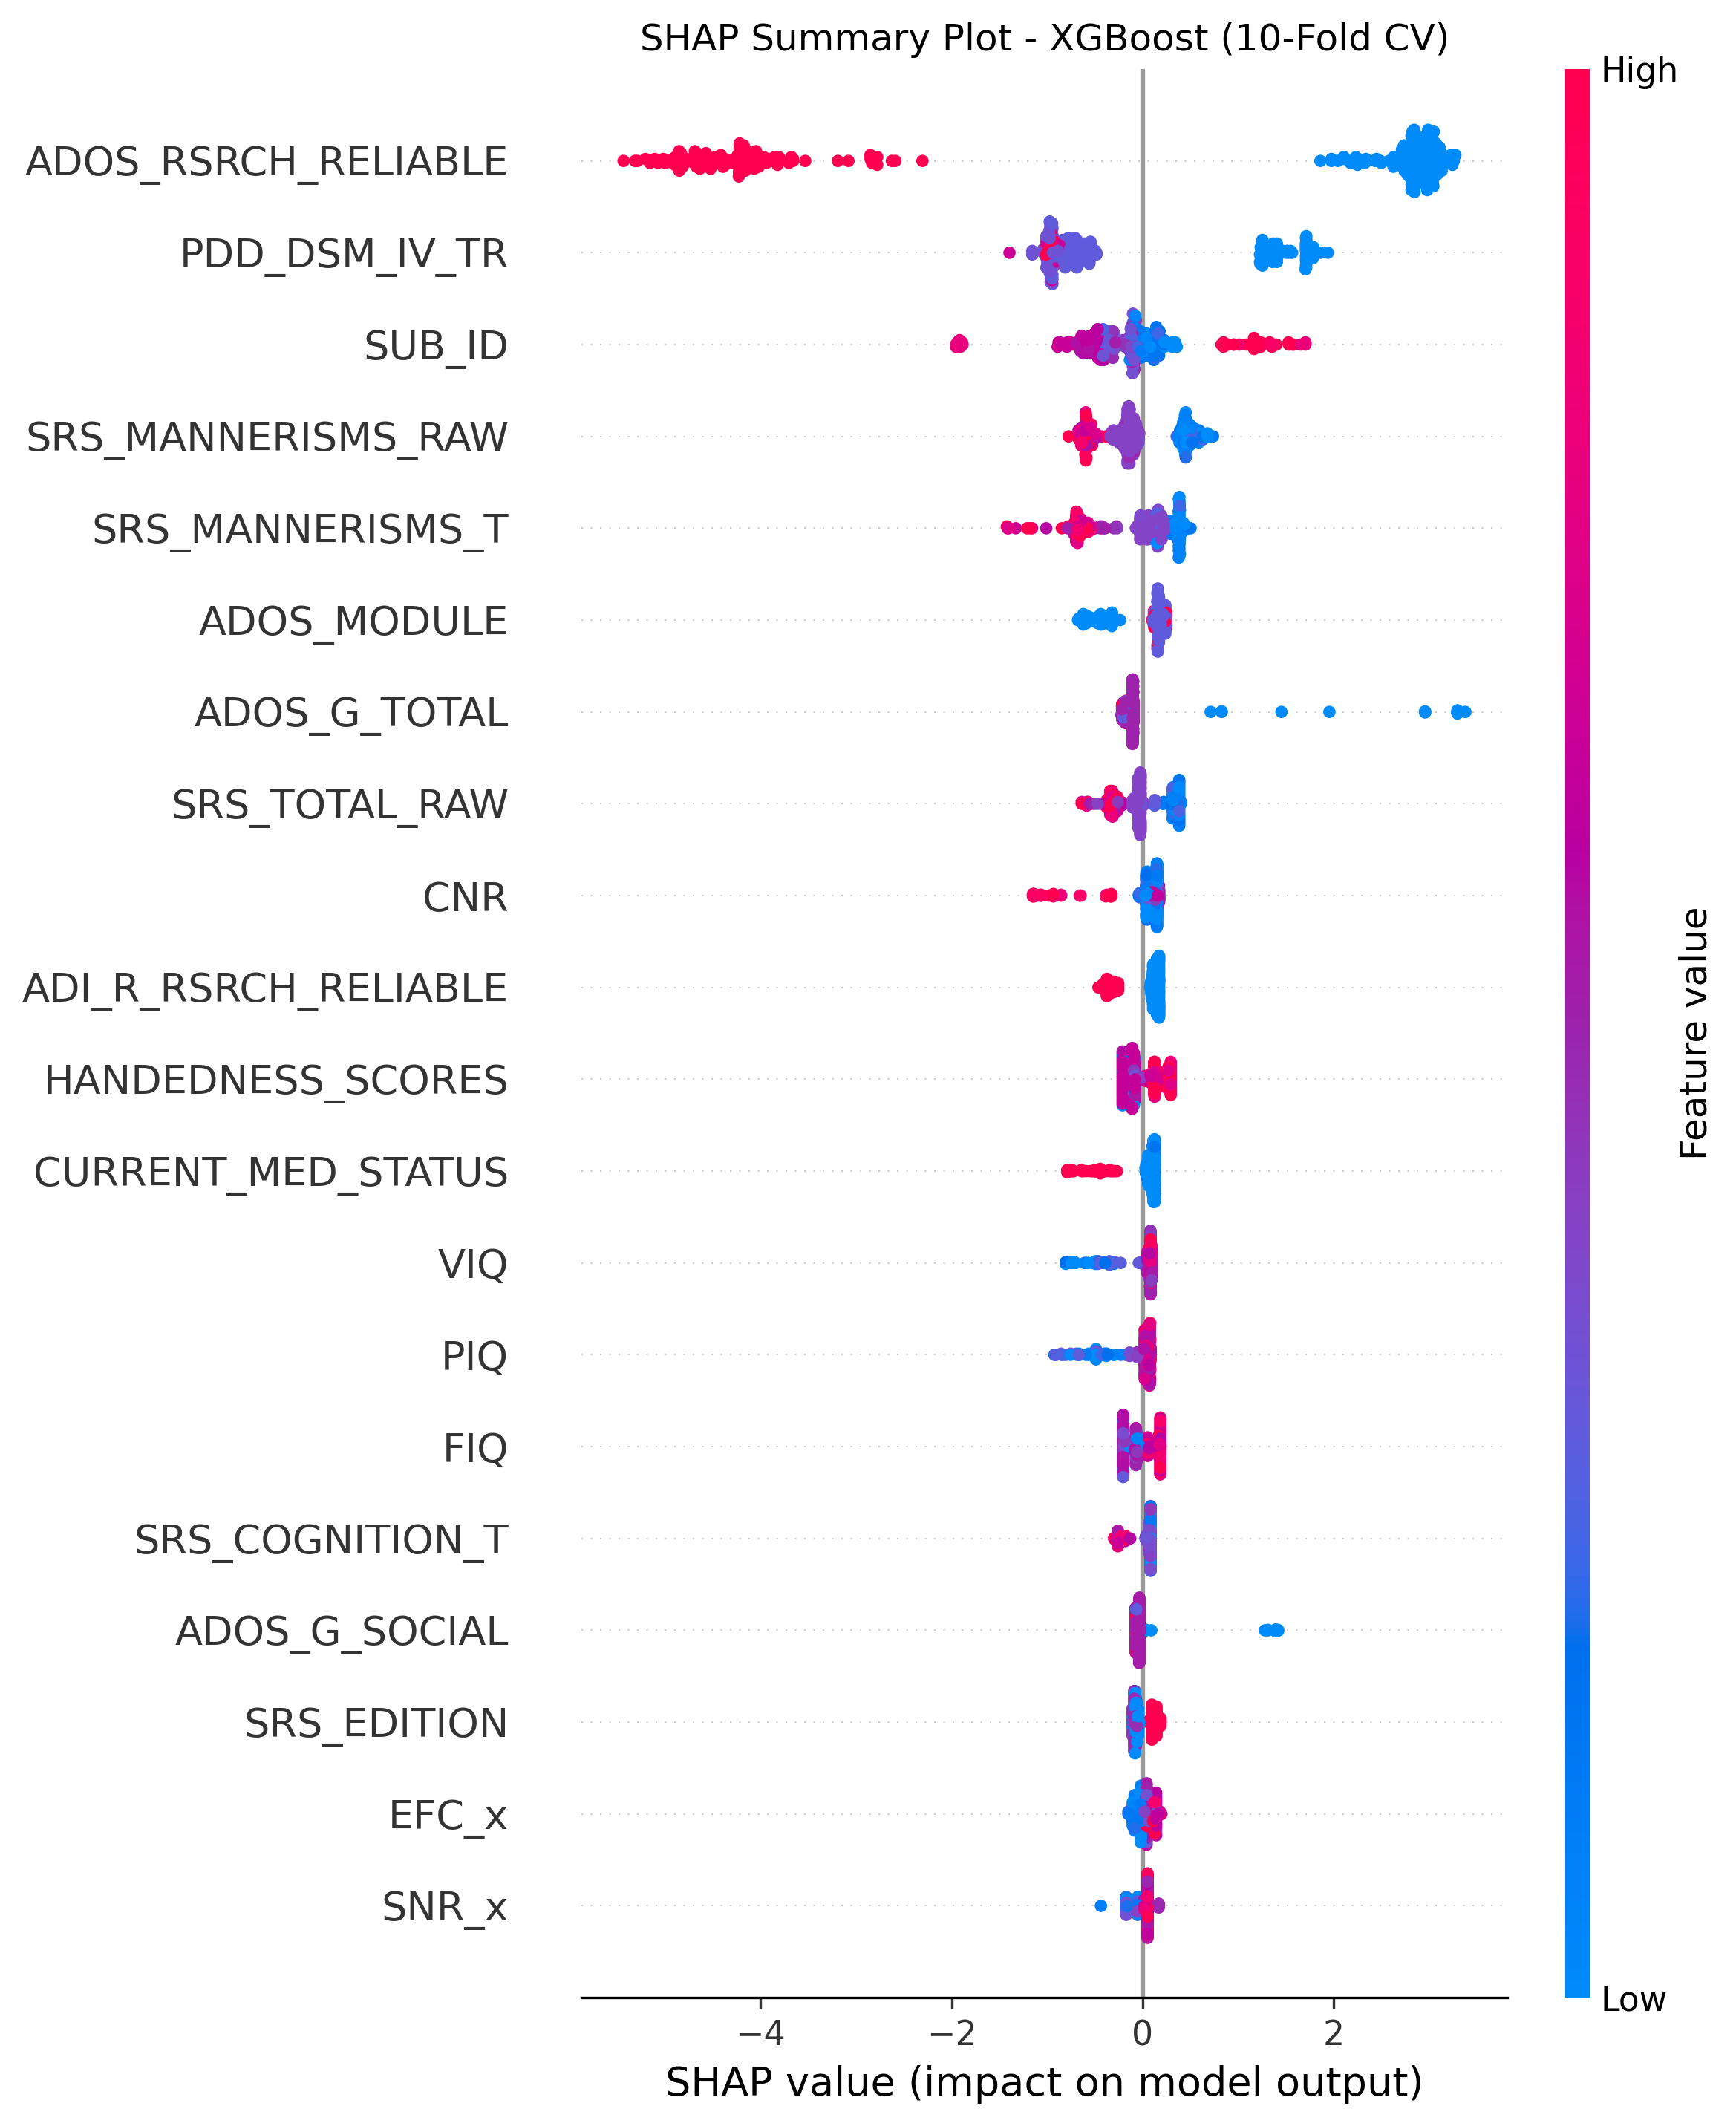 SHAP Summary Plot - XGBoost (10-Fold CV)
High
ADOS_RSRCH_RELIABLE
PDD_DSM_IV_TR
SUB_ID
SRS_MANNERISMS_RAW
SRS_MANNERISMS_T
ADOS_MODULE
ADOS_G_TOTAL
SRS_TOTAL_RAW
CNR
ADI_R_RSRCH_RELIABLE
HANDEDNESS_SCORES
CURRENT_MED_STATUS
VIQ
PIQ
FIQ
SRS_COGNITION_T
ADOS_G_SOCIAL
SRS_EDITION
EFC_x
SNR_x
Feature value
Low
−4 −2 0 2
SHAP value (impact on model output)